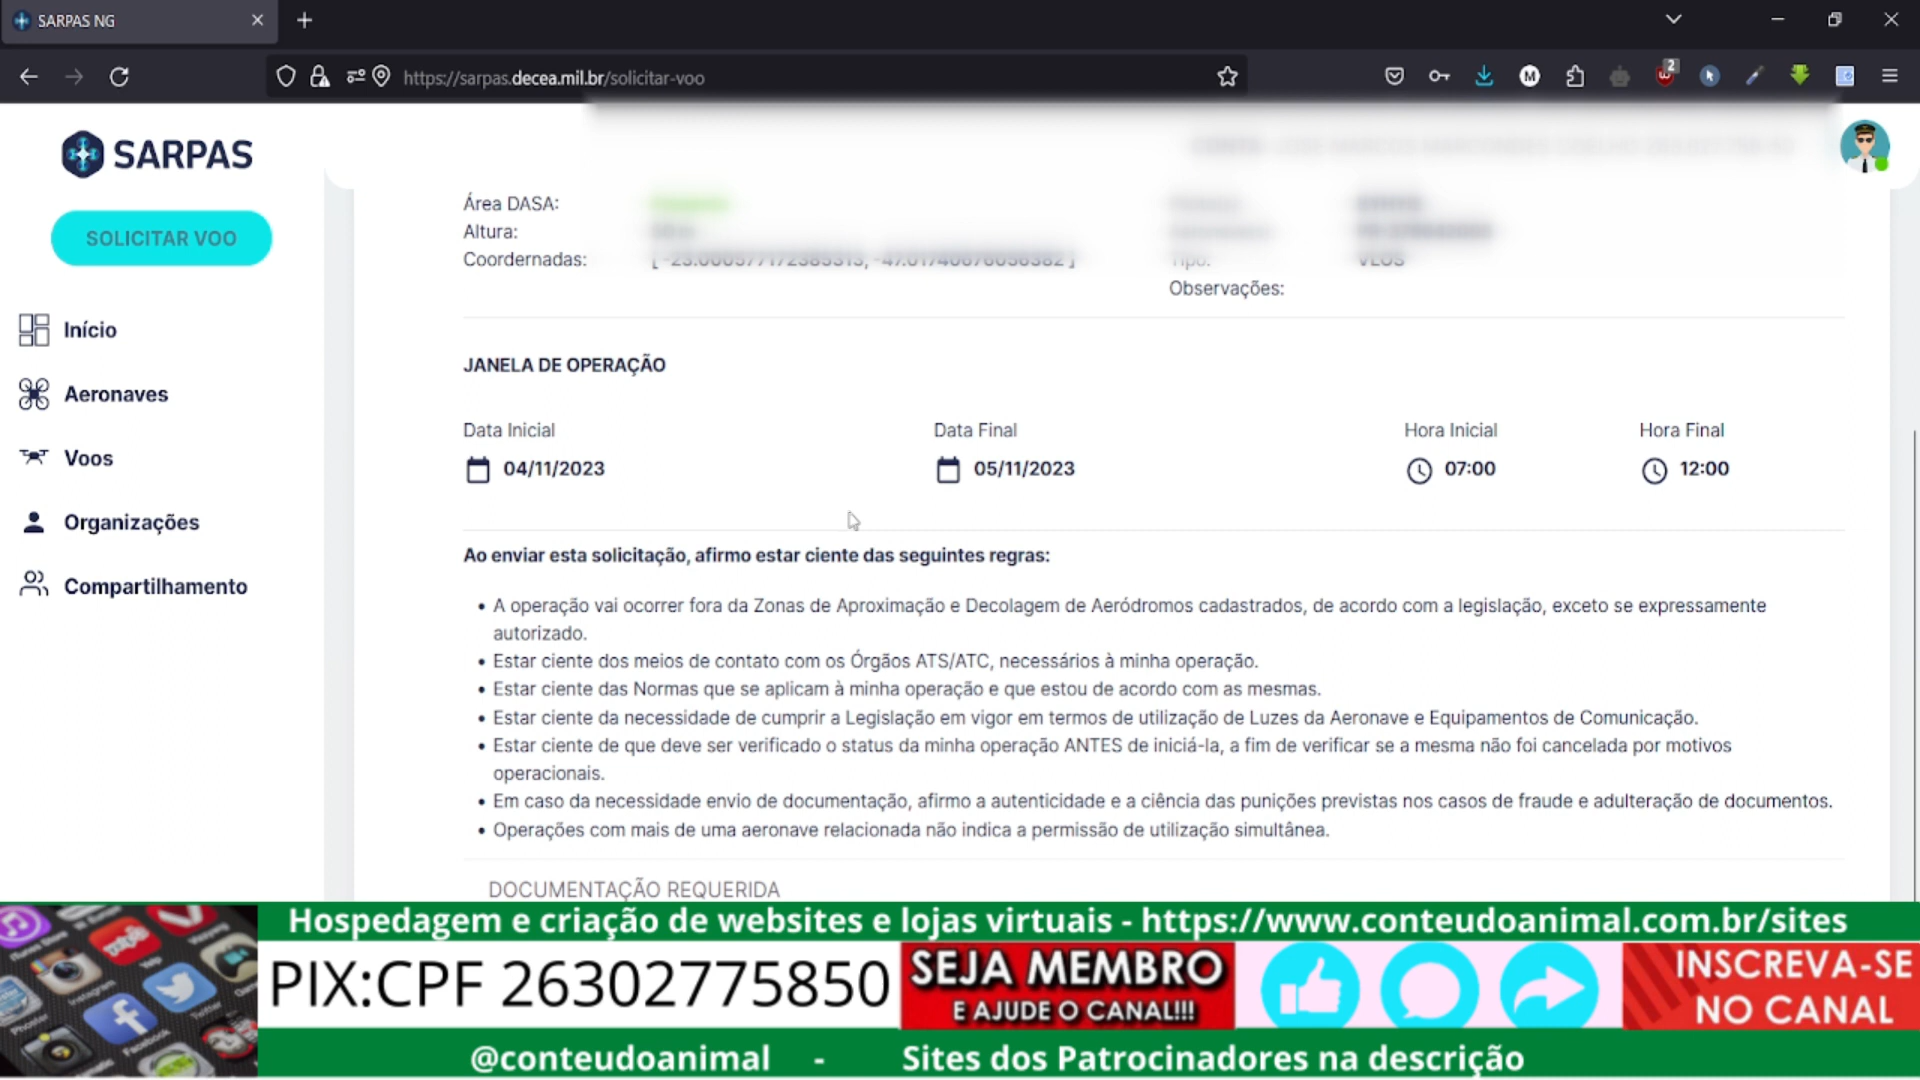 SARPAS NG
https://sarpas.decea.mil.br/solicitar-voo
2
SARPAS
SOLICITAR VOO
Início
Aeronaves
Voos
Organizações
Compartilhamento
Área DASA:
Altura:
Coordernadas:
Tipo:
VLOS
Observações:
JANELA DE OPERAÇÃO
Data Inicial Data Final Hora Inicial Hora Final
04/11/2023 05/11/2023 07:00 12:00
Ao enviar esta solicitação, afirmo estar ciente das seguintes regras:
• A operação vai ocorrer fora da Zonas de Aproximação e Decolagem de Aeródromos cadastrados, de acordo com a legislação, exceto se expressamente
autorizado.
• Estar ciente dos meios de contato com os Órgãos ATS/ATC, necessários à minha operação.
• Estar ciente das Normas que se aplicam à minha operação e que estou de acordo com as mesmas.
• Estar ciente da necessidade de cumprir a Legislação em vigor em termos de utilização de Luzes da Aeronave e Equipamentos de Comunicação.
• Estar ciente de que deve ser verificado o status da minha operação ANTES de iniciá-la, a fim de verificar se a mesma não foi cancelada por motivos
operacionais.
• Em caso da necessidade envio de documentação, afirmo a autenticidade e a ciência das punições previstas nos casos de fraude e adulteração de documentos.
• Operações com mais de uma aeronave relacionada não indica a permissão de utilização simultânea.
DOCUMENTAÇÃO REQUERIDA
Hospedagem e criação de websites e lojas virtuais - https://www.conteudoanimal.com.br/sites
PIX:CPF 26302775850
SEJA MEMBRO
E AJUDE O CANAL!!!
INSCREVA-SE
NO CANAL
@conteudoanimal - Sites dos Patrocinadores na descrição